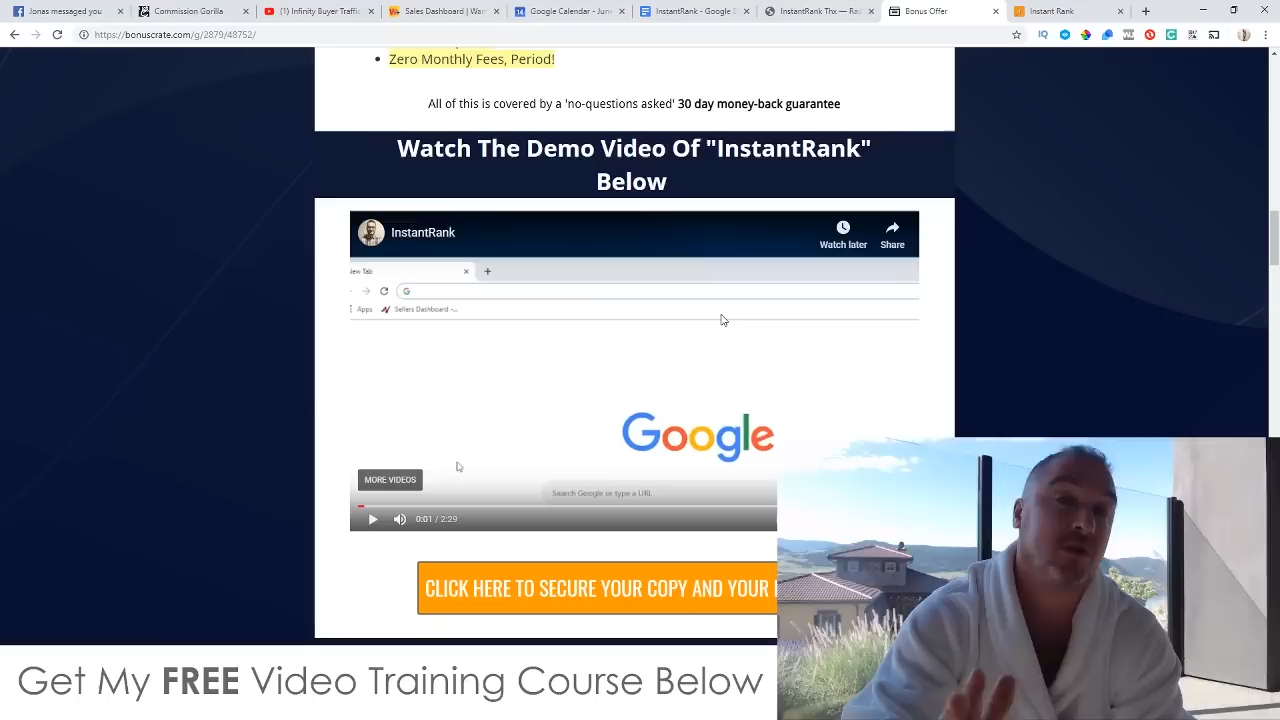 Jonas messaged you
Commission Gorilla
(1) Infinity Buyer Traffic
Sales Dashboard | War
Google Calendar - June
InstantRank - Google D
InstantRank Tbx — Rac
Bonus Offer
Instant Rank
https://bonuscrate.com/g/2879/48752/
Zero Monthly Fees, Period!
All of this is covered by a 'no-questions asked' 30 day money-back guarantee
Watch The Demo Video Of "InstantRank"
Below
InstantRank
Watch later
Share
New Tab
Apps
Sellers Dashboard -...
Google
MORE VIDEOS
Search Google or type a URL
0:01 / 2:29
CLICK HERE TO SECURE YOUR COPY AND YOUR
Get My FREE Video Training Course Below